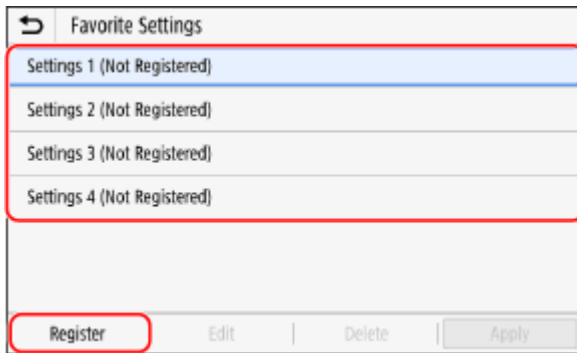 Favorite Settings
Settings 1 (Not Registered)
Settings 2 (Not Registered)
Settings 3 (Not Registered)
Settings 4 (Not Registered)
Register Edit Delete Apply